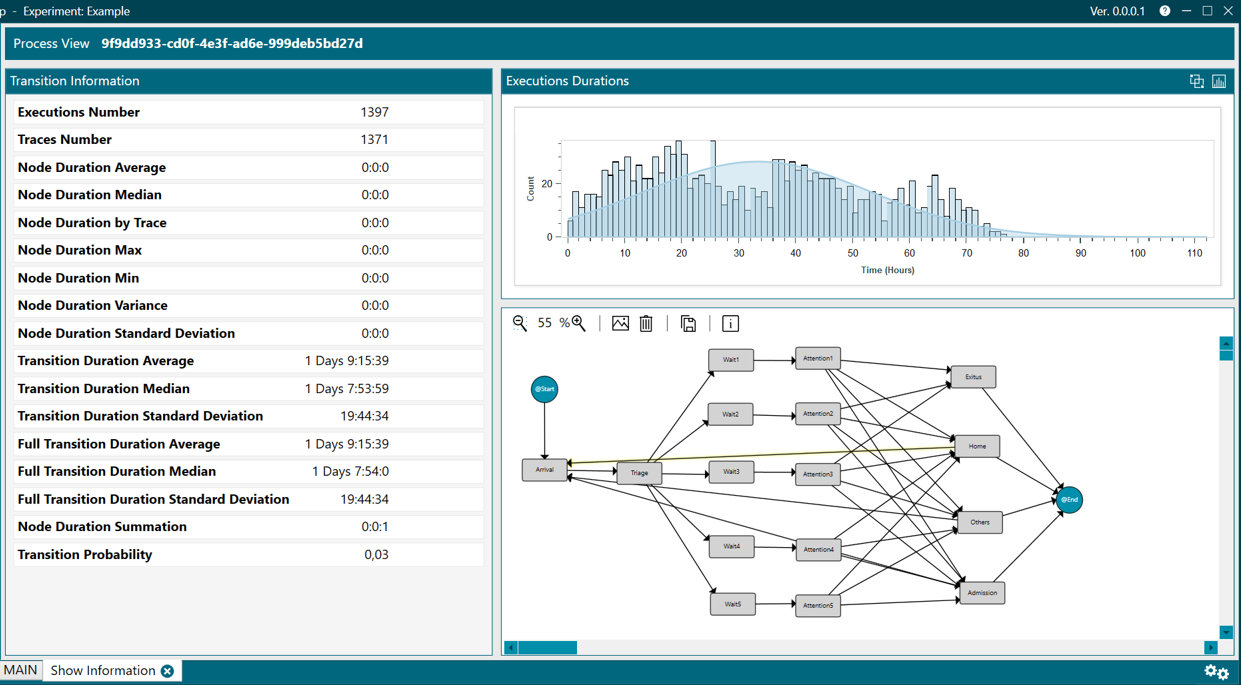 p - Experiment: Example
Ver. 0.0.0.1
Process View 9f9dd933-cd0f-4e3f-ad6e-999deb5bd27d
Transition Information
Executions Number 1397
Traces Number 1371
Node Duration Average 0:0:0
Node Duration Median 0:0:0
Node Duration by Trace 0:0:0
Node Duration Max 0:0:0
Node Duration Min 0:0:0
Node Duration Variance 0:0:0
Node Duration Standard Deviation 0:0:0
Transition Duration Average 1 Days 9:15:39
Transition Duration Median 1 Days 7:53:59
Transition Duration Standard Deviation 19:44:34
Full Transition Duration Average 1 Days 9:15:39
Full Transition Duration Median 1 Days 7:54:0
Full Transition Duration Standard Deviation 19:44:34
Node Duration Summation 0:0:1
Transition Probability 0,03
Executions Durations
Count
20
0
0 10 20 30 40 50 60 70 80 90 100 110
Time (Hours)
55 %
@Start
Wait1 Attention1
Exitus
Wait2 Attention2
Home
Arrival Triage Wait3 Attention3
@End
Others
Wait4 Attention4
Admission
Wait5 Attention5
MAIN Show Information